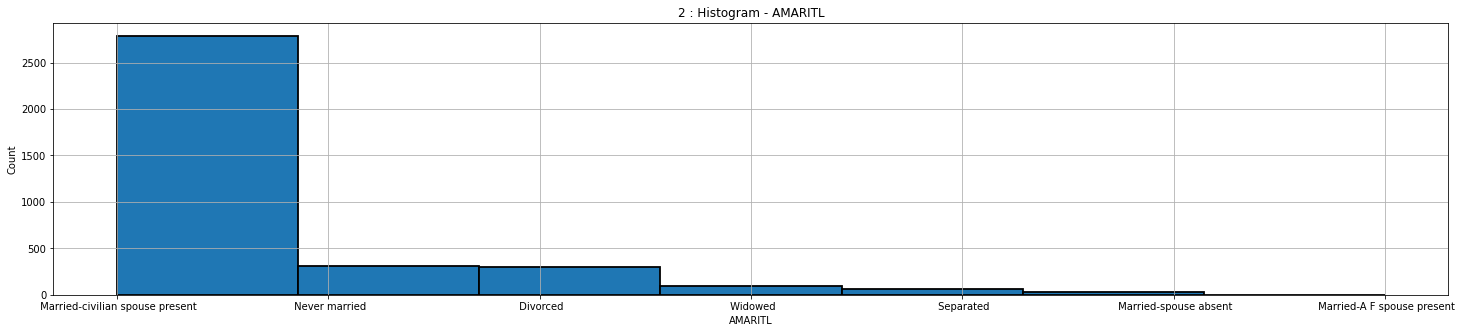 2 : Histogram - AMARITL
2500
2000
1500
1000
500
0
Count
Married-civilian spouse present Never married Divorced Widowed Separated Married-spouse absent Married-A F spouse present
AMARITL